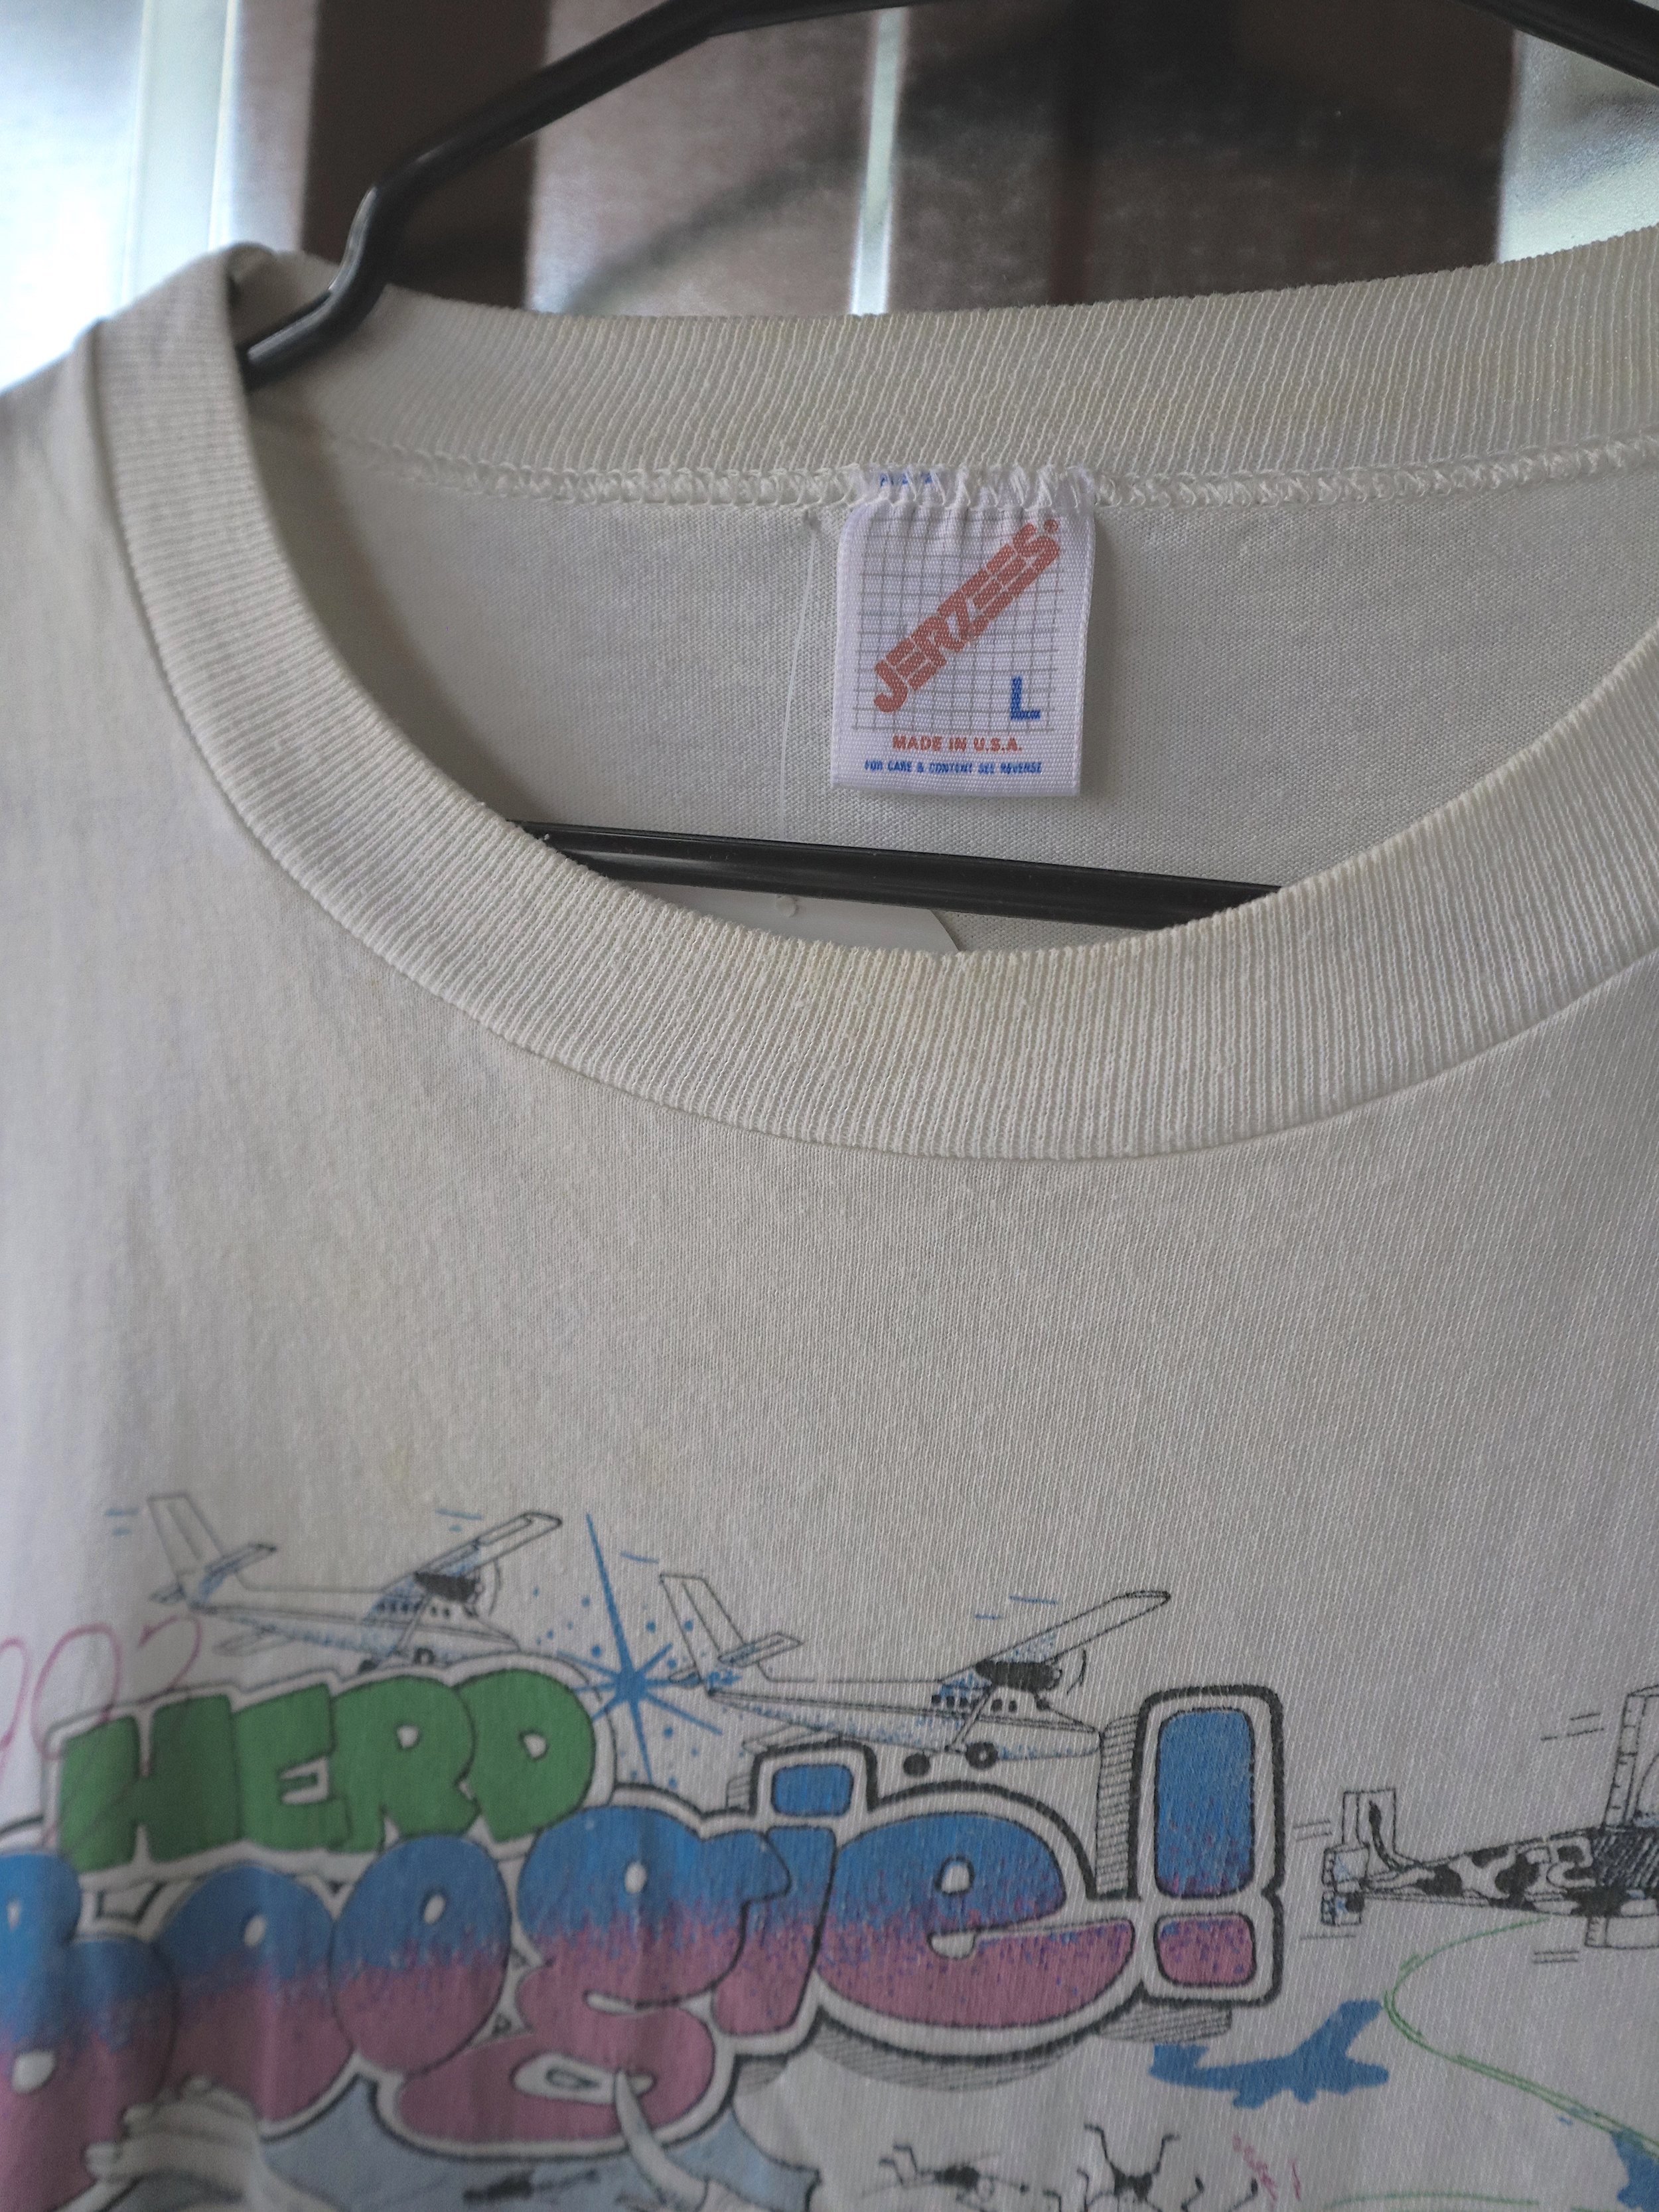 JERZEES®
L
MADE IN U.S.A.
FOR CARE & CONTENT SEE REVERSE
HERD
Boogie!